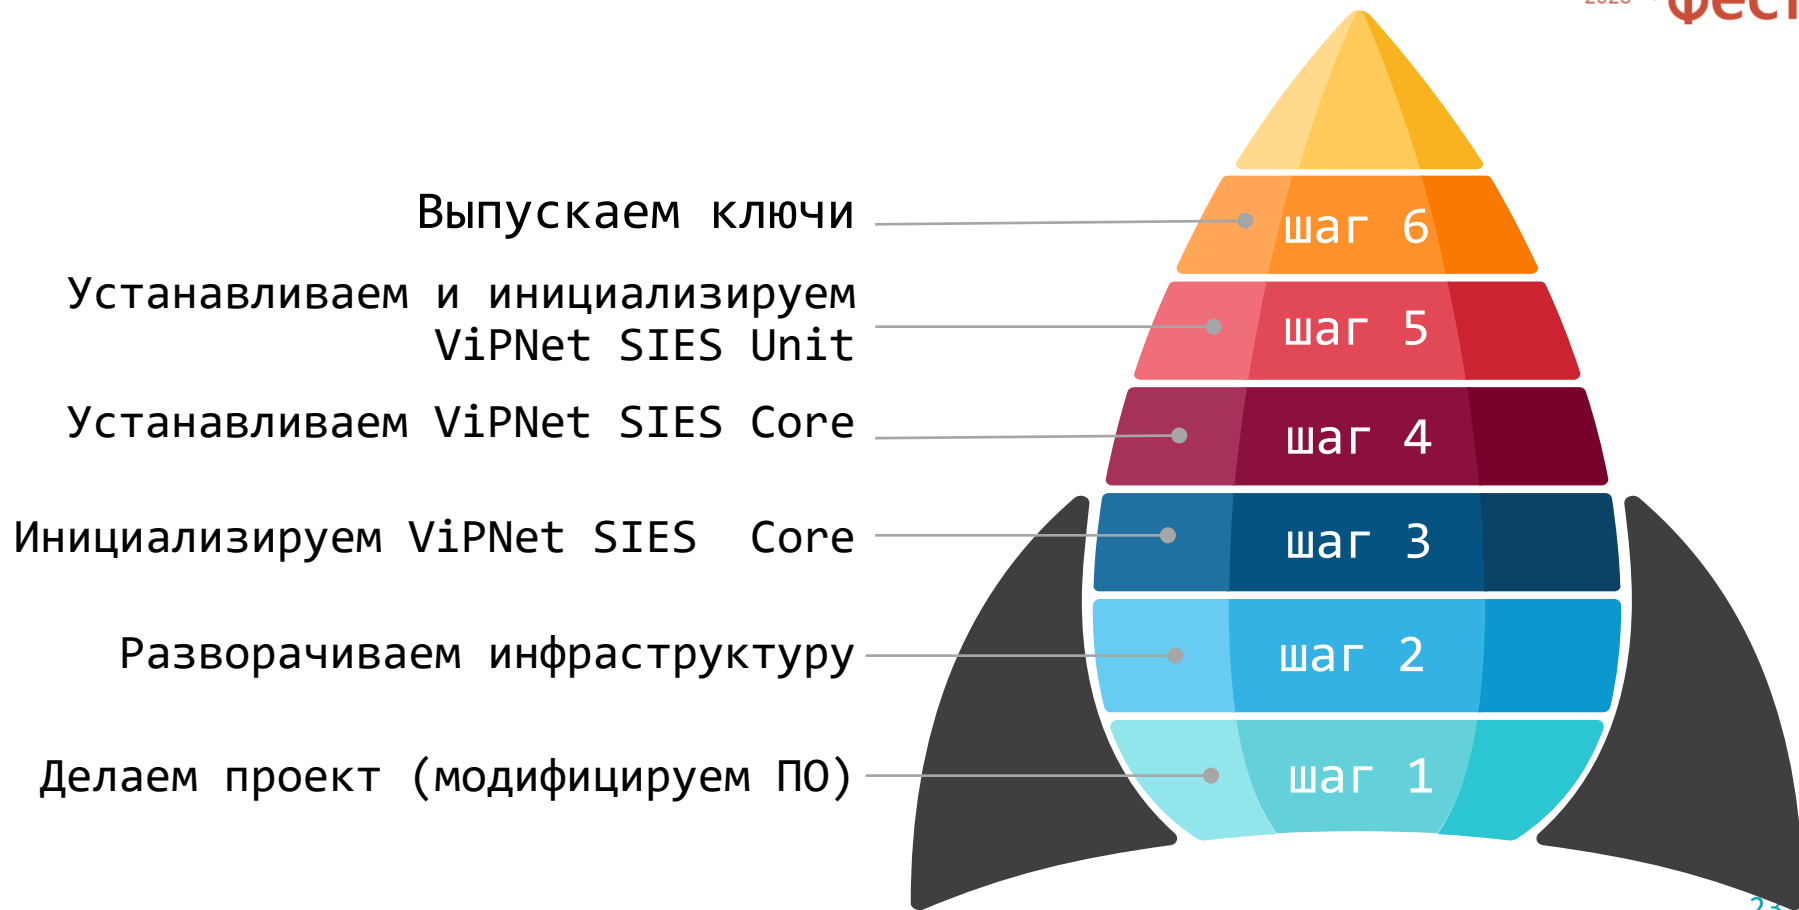 Выпускаем ключи
шаг 6
Устанавливаем и инициализируем
ViPNet SIES Unit
шаг 5
Устанавливаем ViPNet SIES Core
шаг 4
Инициализируем ViPNet SIES  Core
шаг 3
Разворачиваем инфраструктуру
шаг 2
Делаем проект (модифицируем ПО)
шаг 1